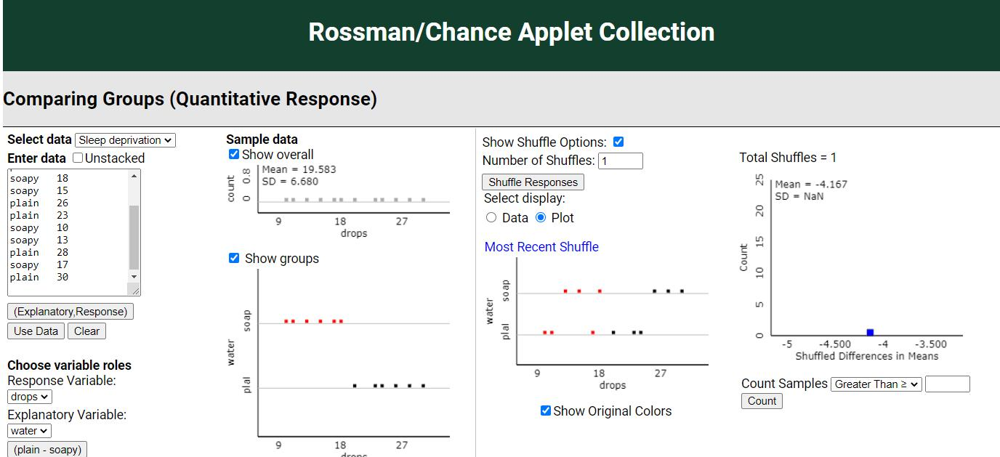 Rossman/Chance Applet Collection
Comparing Groups (Quantitative Response)
Select data Sleep deprivation
Enter data Unstacked
soapy 18
soapy 15
plain 26
plain 23
soapy 10
soapy 13
plain 28
soapy 17
plain 30
(Explanatory,Response)
Use Data Clear
Choose variable roles
Response Variable:
drops
Explanatory Variable:
water
(plain - soapy)
Sample data
Show overall
Mean = 19.583
SD = 6.680
count
0.8
0
9 18 27
drops
Show groups
water
soap
plai
9 18 27
Show Shuffle Options:
Number of Shuffles: 1
Shuffle Responses
Select display:
Data Plot
Most Recent Shuffle
water
soap
plai
9 18 27
drops
Show Original Colors
Total Shuffles = 1
Mean = -4.167
SD = NaN
Count
25
20
15
10
5
0
-5 -4.500 -4 -3.500
Shuffled Differences in Means
Count Samples Greater Than ≥
Count